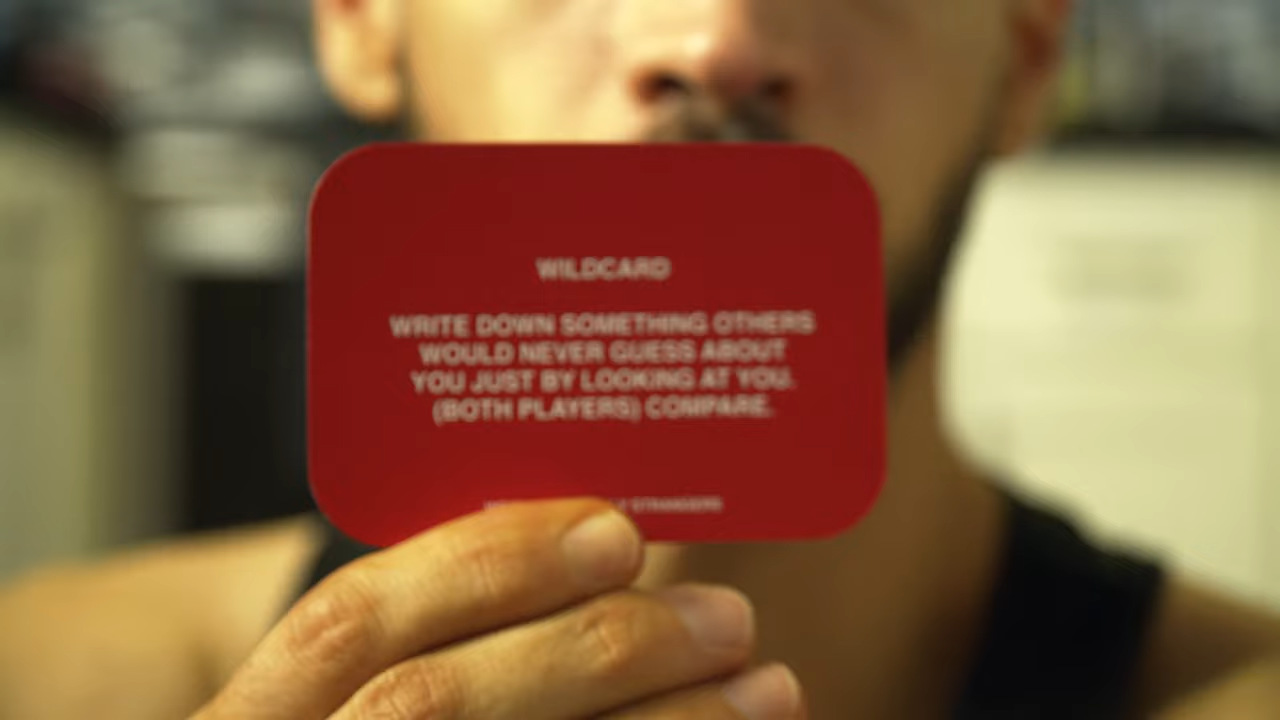 WILDCARD
WRITE DOWN SOMETHING OTHERS
WOULD NEVER GUESS ABOUT
YOU JUST BY LOOKING AT YOU.
(BOTH PLAYERS) COMPARE.
STRANGERS